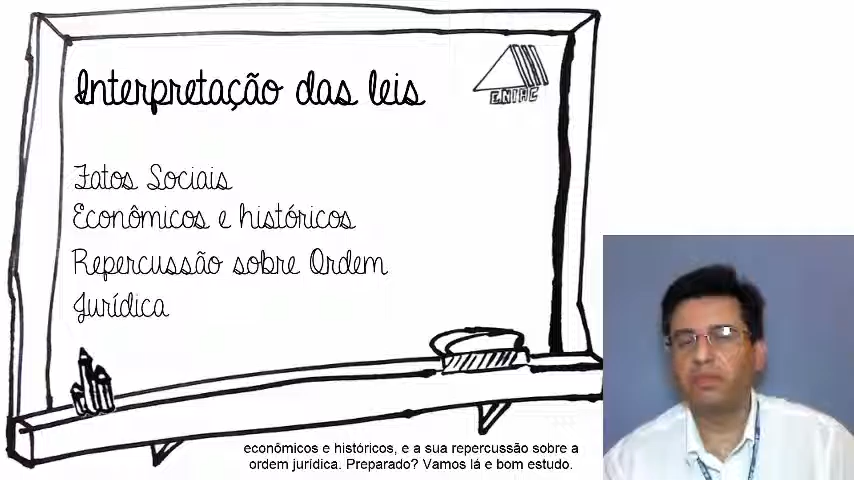 Interpretação das leis
ENIAC
Fatos Sociais
Econômicos e históricos
Repercussão sobre Ordem
Jurídica
econômicos e históricos, e a sua repercussão sobre a
ordem jurídica. Preparado? Vamos lá e bom estudo.